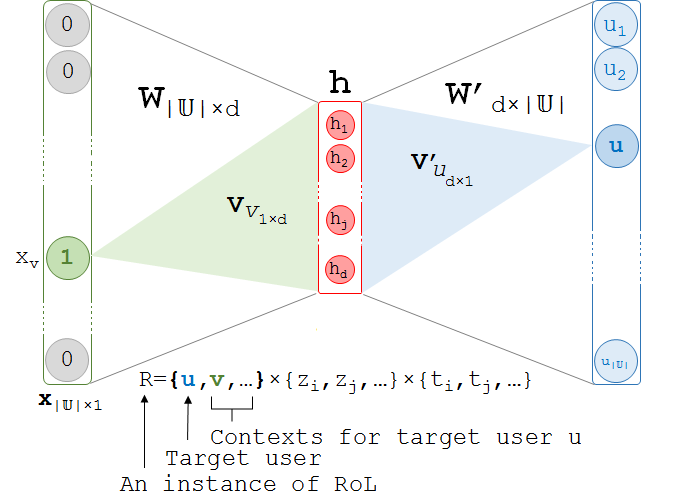 0
0
W|𝕌|×d
h
W′ d×|𝕌|
u1
u2
u
h1
h2
v′u d×1
vV1×d
hj
xv
1
hd
0
u|𝕌|
x|𝕌|×1
R={u,v,…}×{zi,zj,…}×{ti,tj,…}
Contexts for target user u
Target user
An instance of RoL